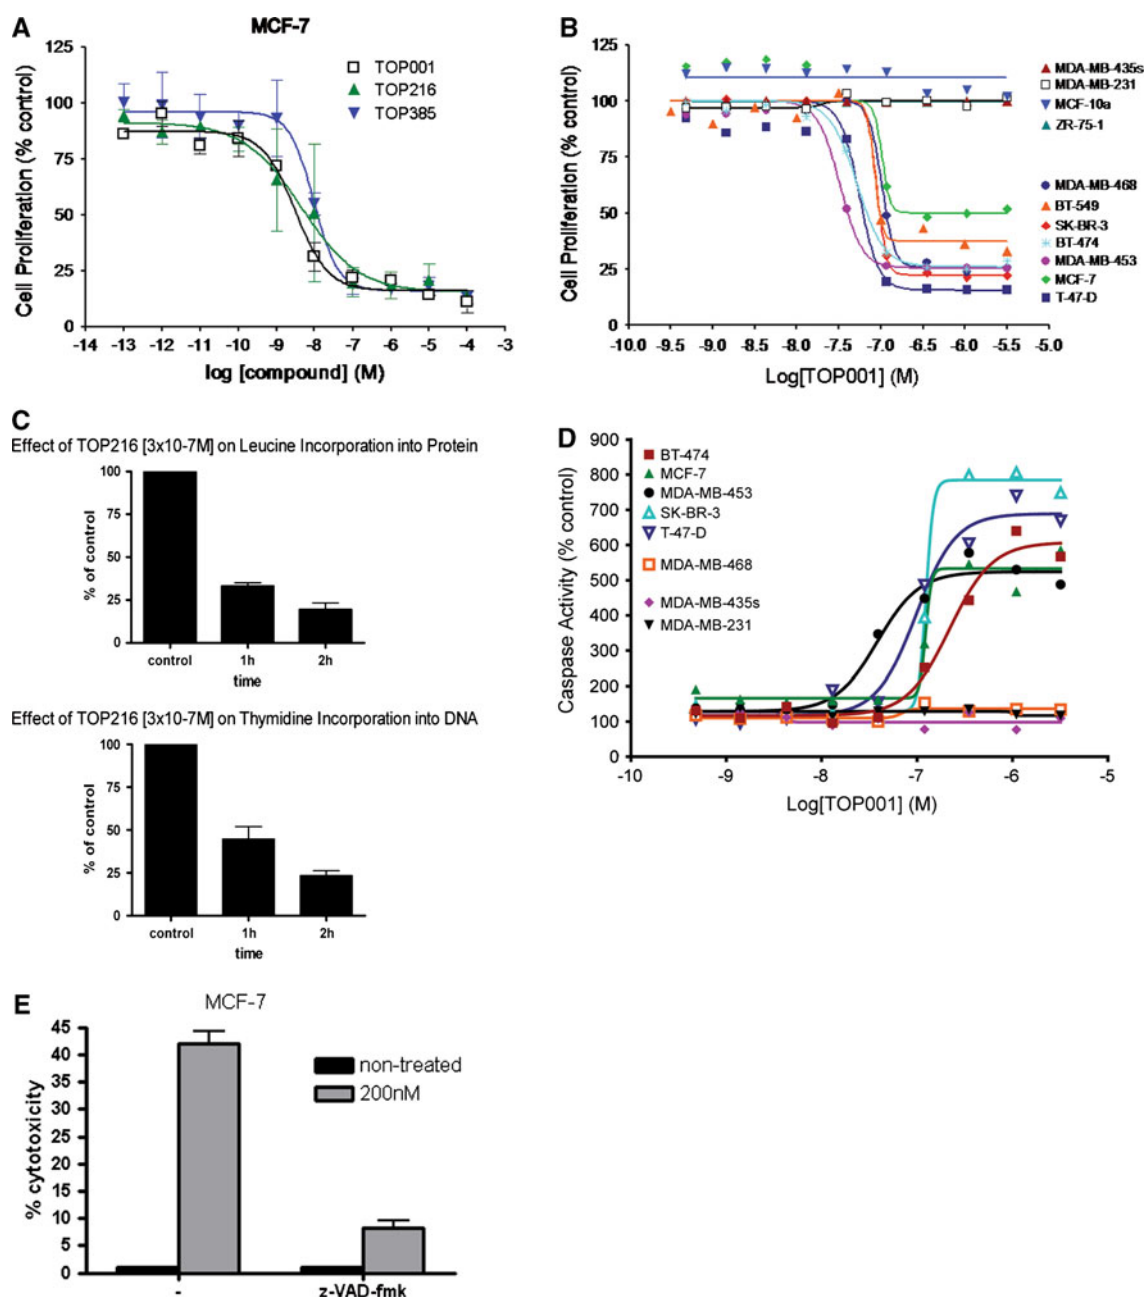 A
MCF-7
Cell Proliferation (% control)
125
100
75
50
25
0
TOP001
TOP216
TOP385
-14 -13 -12 -11 -10 -9 -8 -7 -6 -5 -4 -3
log [compound] (M)
B
Cell Proliferation (% control)
125
100
75
50
25
0
-10.0 -9.5 -9.0 -8.5 -8.0 -7.5 -7.0 -6.5 -6.0 -5.5 -5.0
Log[TOP001] (M)
MDA-MB-435s
MDA-MB-231
MCF-10a
ZR-75-1
MDA-MB-468
BT-549
SK-BR-3
BT-474
MDA-MB-453
MCF-7
T-47-D
C
Effect of TOP216 [3x10-7M] on Leucine Incorporation into Protein
% of control
100
75
50
25
0
control 1h 2h
time
Effect of TOP216 [3x10-7M] on Thymidine Incorporation into DNA
% of control
100
75
50
25
0
control 1h 2h
time
D
Caspase Activity (% control)
900
800
700
600
500
400
300
200
100
0
BT-474
MCF-7
MDA-MB-453
SK-BR-3
T-47-D
MDA-MB-468
MDA-MB-435s
MDA-MB-231
-10 -9 -8 -7 -6 -5
Log[TOP001] (M)
E
MCF-7
% cytotoxicity
45
40
35
30
25
20
15
10
5
0
non-treated
200nM
- z-VAD-fmk